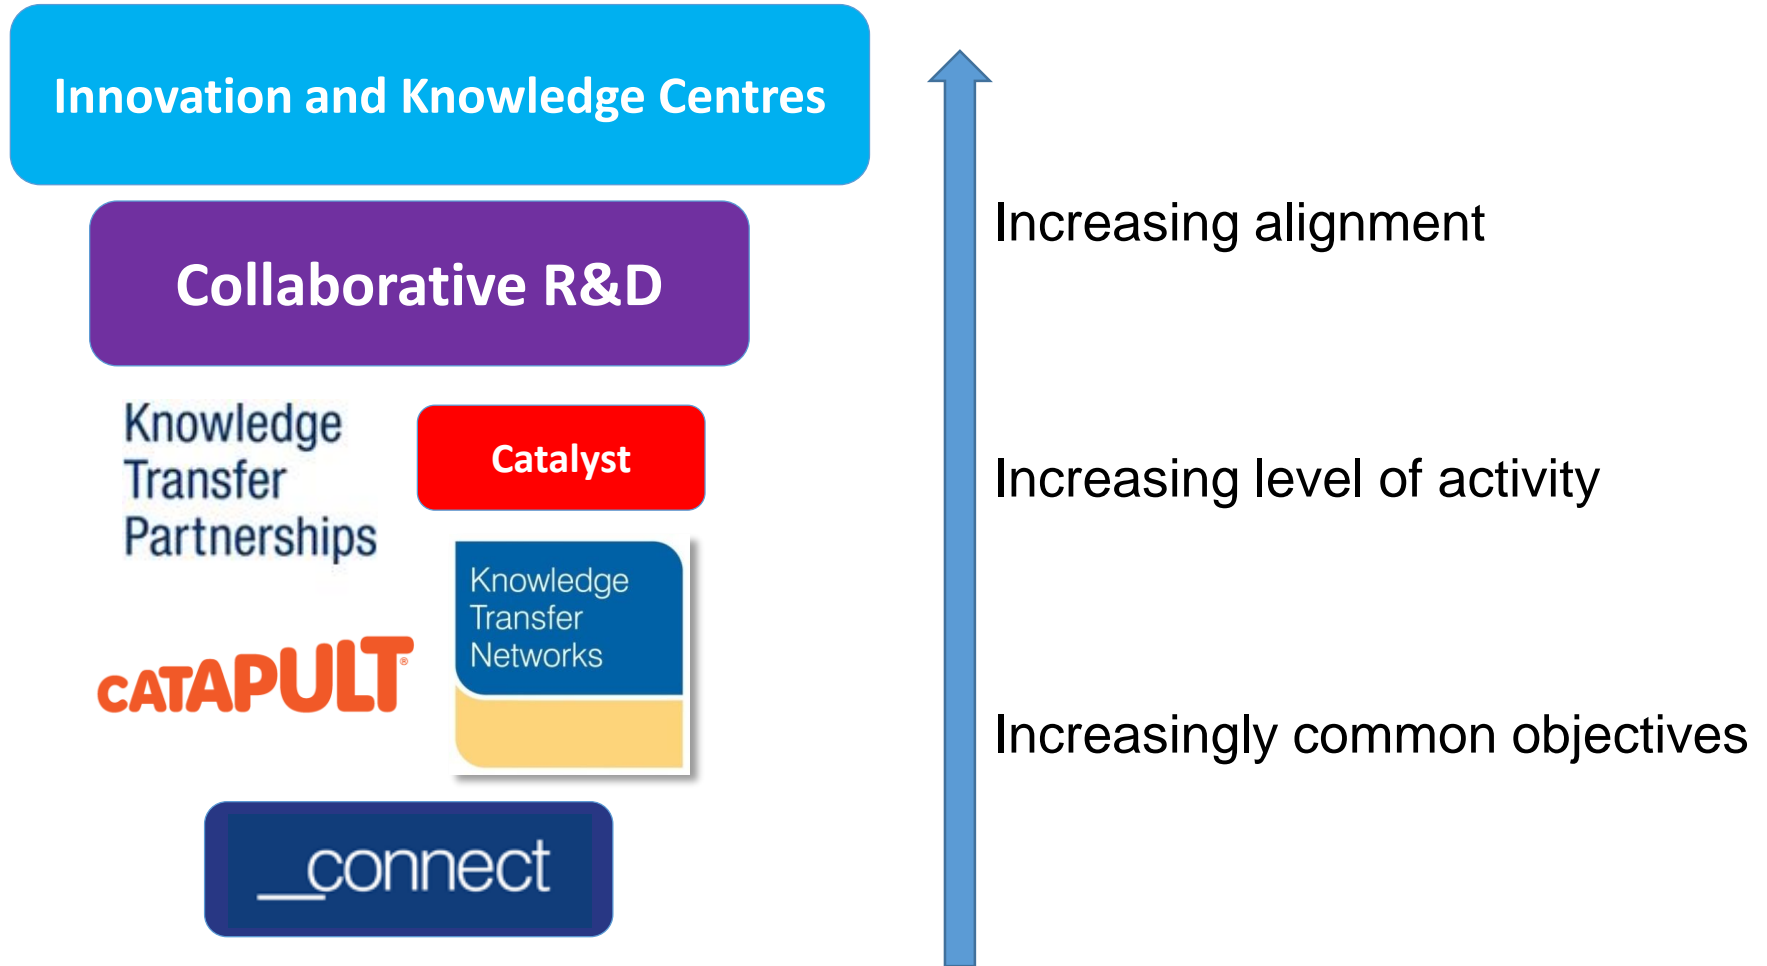 Innovation and Knowledge Centres
Collaborative R&D
Knowledge
Transfer
Partnerships
Catalyst
Knowledge
Transfer
Networks
CATAPULT®
_connect
Increasing alignment
Increasing level of activity
Increasingly common objectives